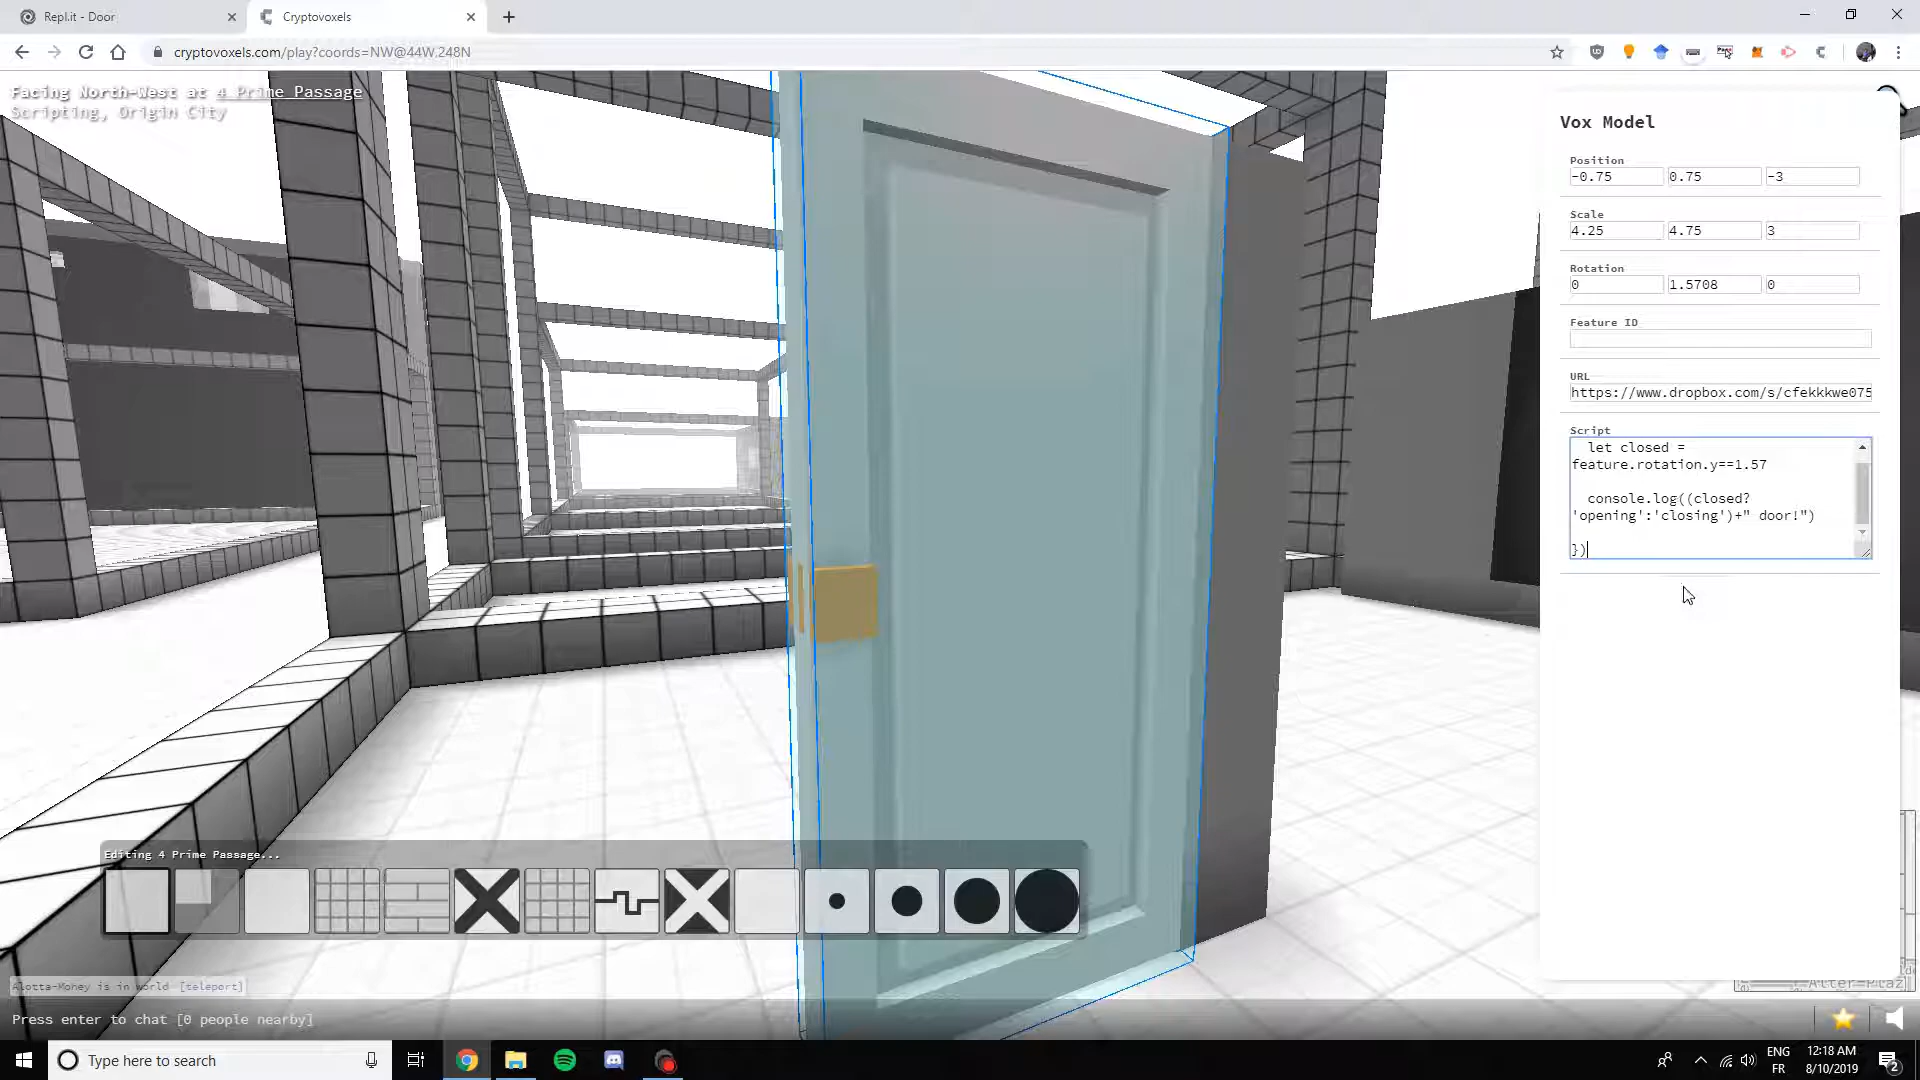 Repl.it - Door
Cryptovoxels
cryptovoxels.com/play?coords=NW@44W,248N
Facing North-West at 4 Prime Passage
Scripting, Origin City
Vox Model
Position
-0.75 0.75 -3
Scale
4.25 4.75 3
Rotation
0 1.5708 0
Feature ID
URL
https://www.dropbox.com/s/cfekkkwe075
Script
let closed =
feature.rotation.y==1.57
console.log((closed?
'opening':'closing')+" door!")
})
Editing 4 Prime Passage...
Alotta-Money is in world [teleport]
Press enter to chat [0 people nearby]
Type here to search
ENG
FR
12:18 AM
8/10/2019
2